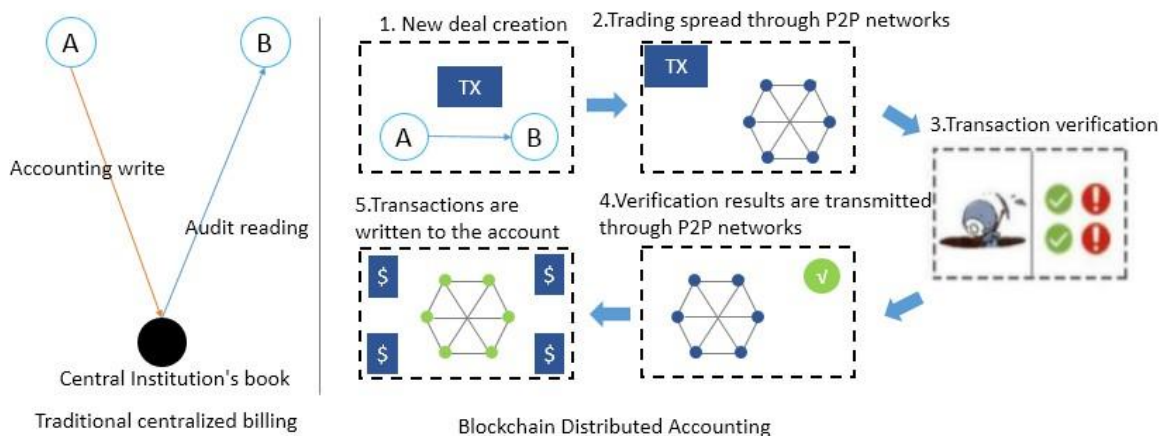 A
B
Accounting write
Audit reading
Central Institution's book
Traditional centralized billing
1. New deal creation
TX
A
B
2.Trading spread through P2P networks
TX
3.Transaction verification
4.Verification results are transmitted
through P2P networks
√
5.Transactions are
written to the account
$
$
$
$
Blockchain Distributed Accounting